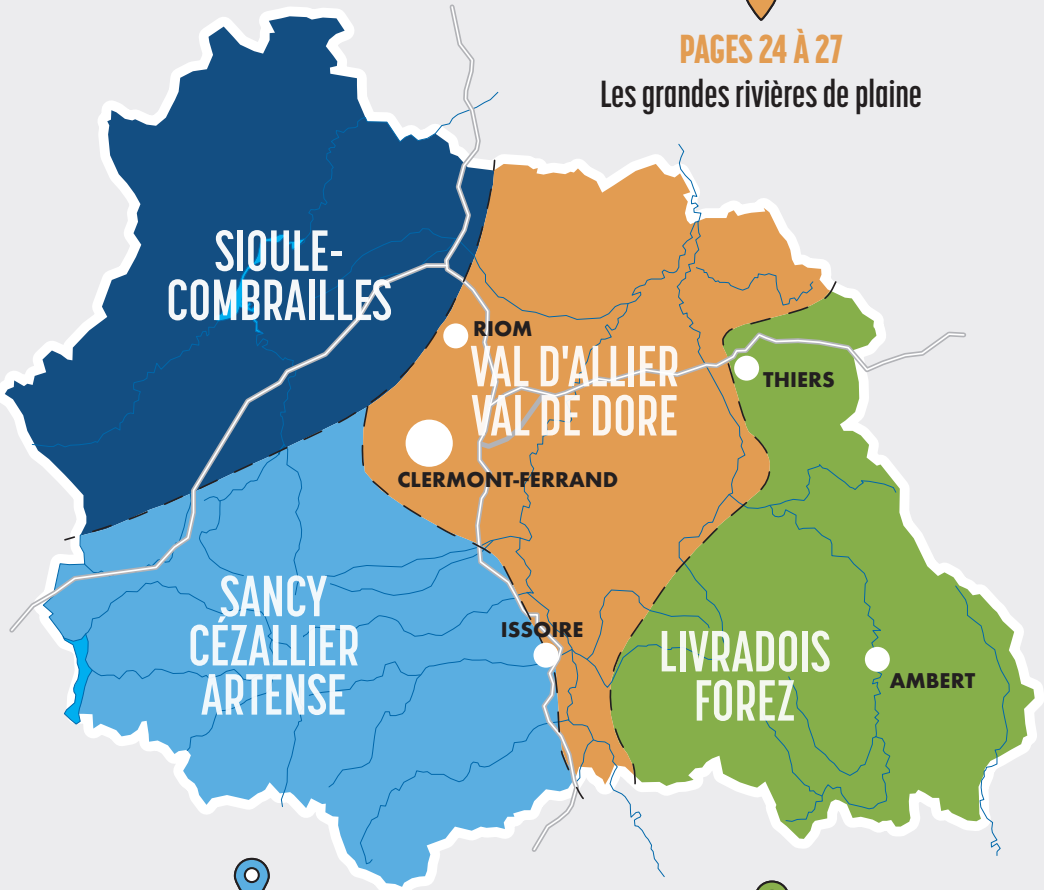 PAGES 24 À 27
Les grandes rivières de plaine
SIOULE-
COMBRAILLES
RIOM
VAL D'ALLIER
VAL DE DORE
THIERS
CLERMONT-FERRAND
SANCY
CÉZALLIER
ARTENSE
ISSOIRE
LIVRADOIS
FOREZ
AMBERT